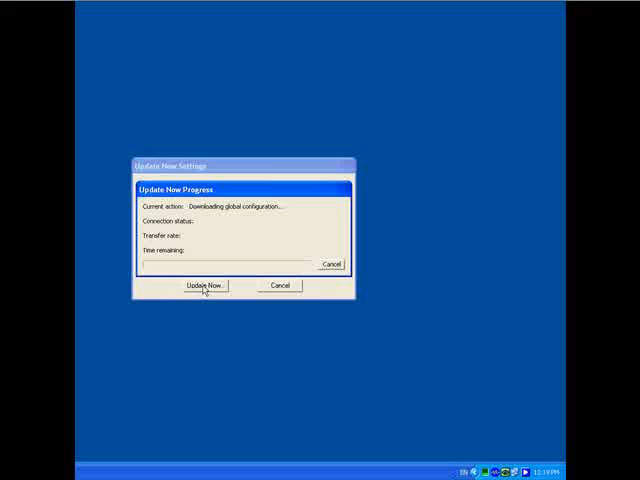 Update Now Settings
Update Now Progress
Current action: Downloading global configuration...
Connection status:
Transfer rate:
Time remaining:
Cancel
Update Now Cancel
EN 11:19 PM